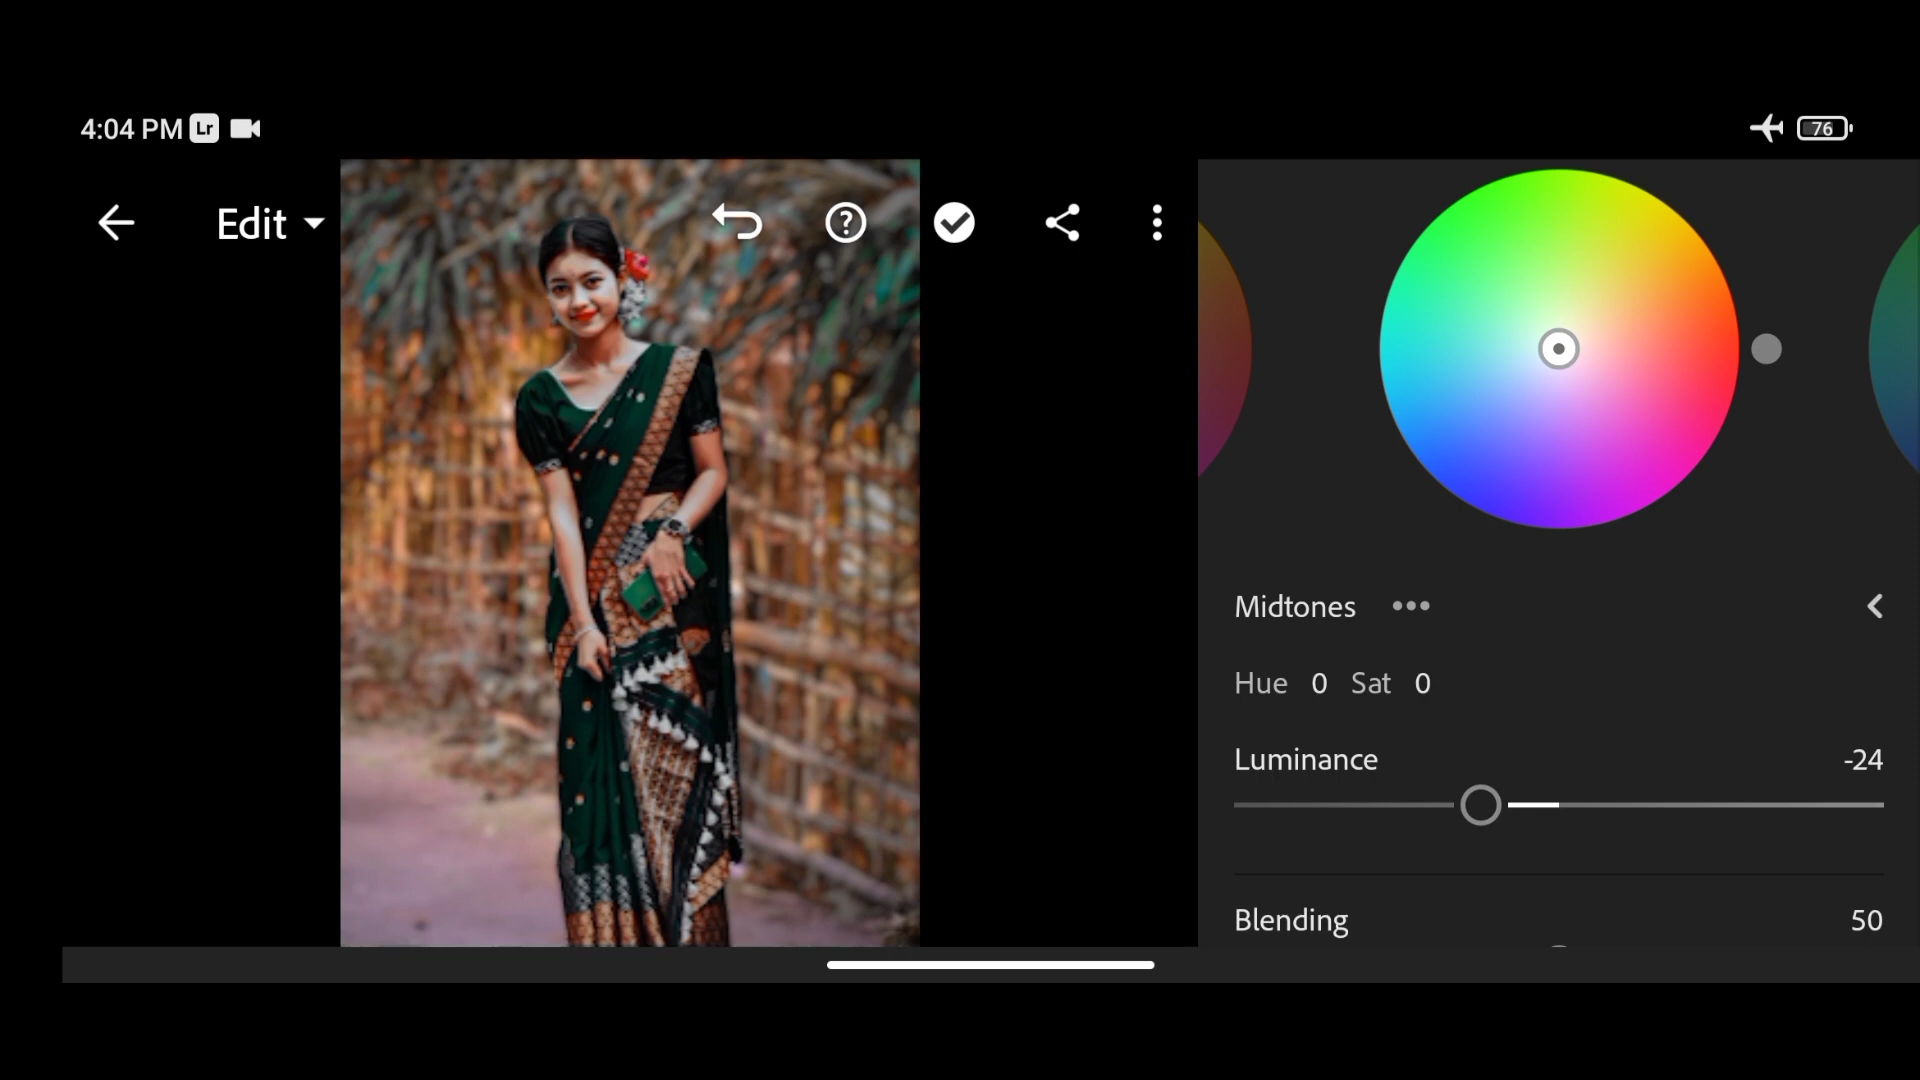 4:04 PM Lr
76
Edit
Midtones
Hue 0 Sat 0
Luminance -24
Blending 50